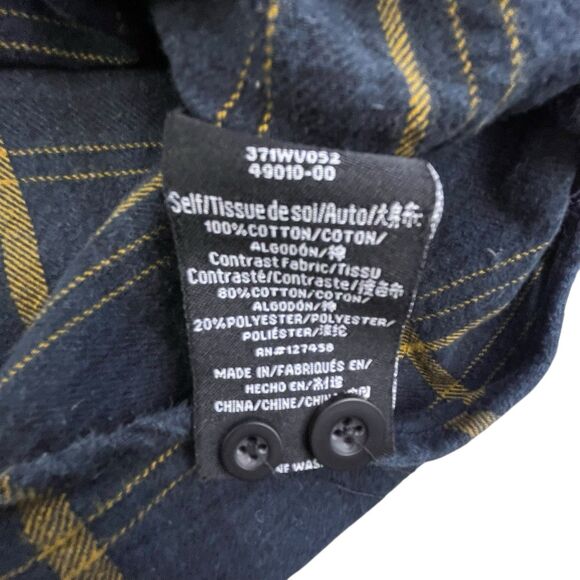 371WV052
49010-00
Self/Tissue de soi/Auto/大身布
100% COTTON/COTON/
ALGODÓN/棉
Contrast Fabric/Tissu
Contrasté/Contraste/接合布
80% COTTON/COTON/
ALGODÓN/棉
20% POLYESTER/POLYESTER/
POLIÉSTER/涤纶
RN#127458
MADE IN/FABRIQUÉS EN/
HECHO EN/制造
CHINA/CHINE/CHINA/中国